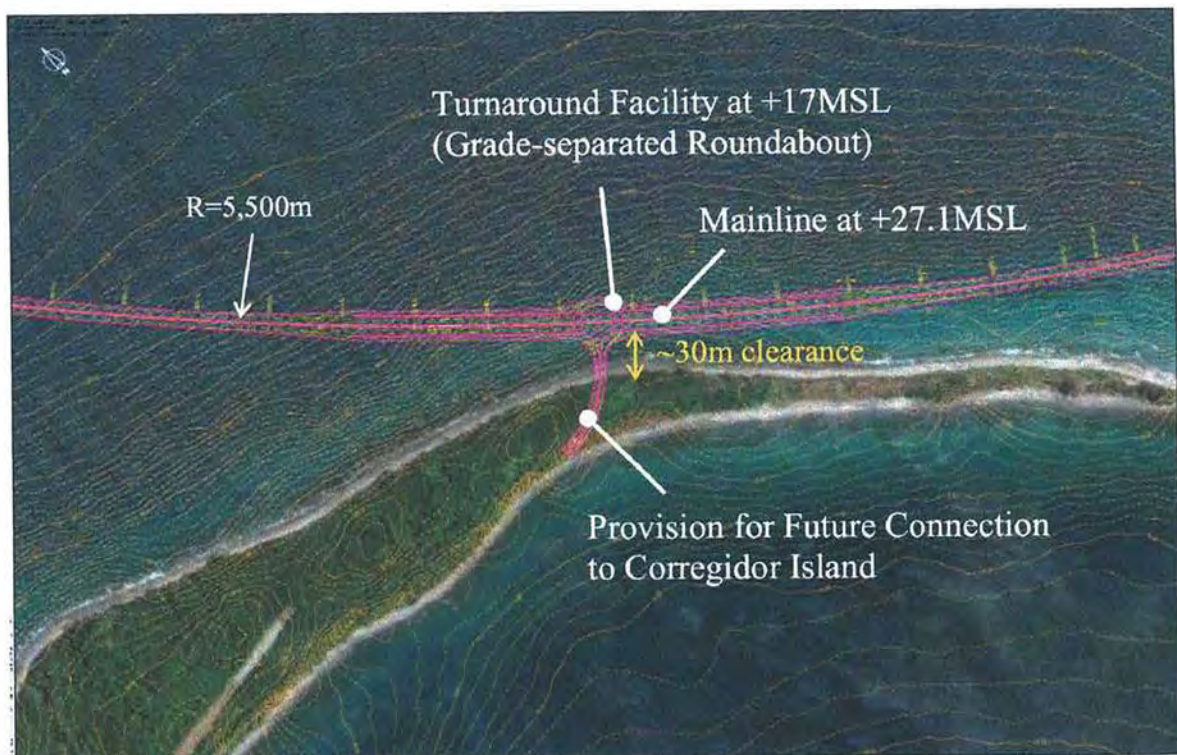 Turnaround Facility at +17MSL
(Grade-separated Roundabout)
R=5,500m
Mainline at +27.1MSL
~30m clearance
Provision for Future Connection
to Corregidor Island